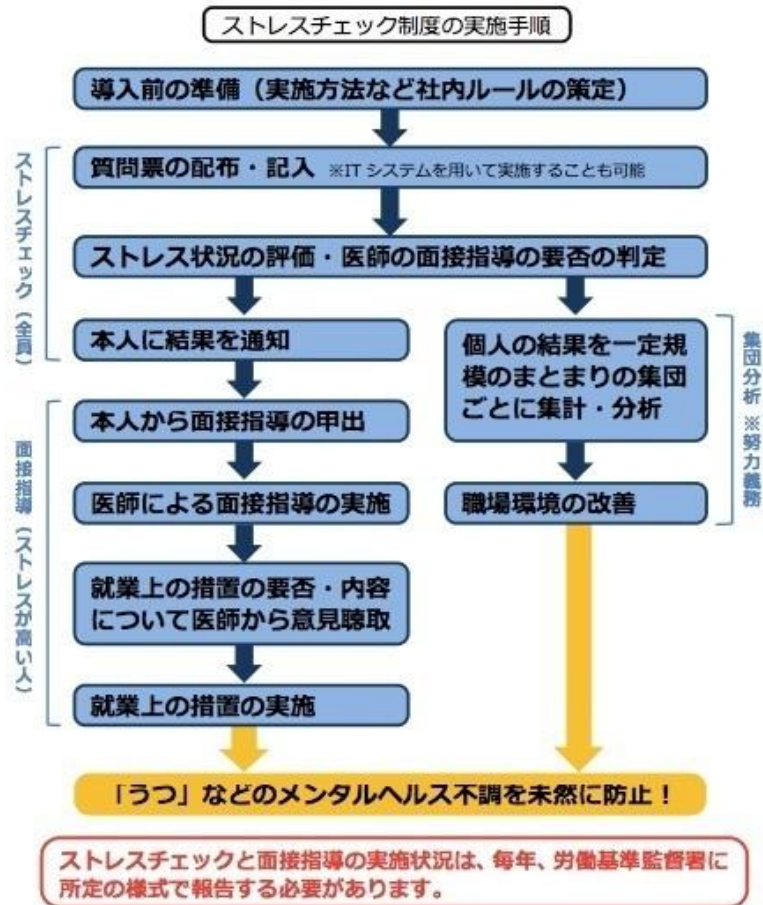 ストレスチェック制度の実施手順
導入前の準備（実施方法など社内ルールの策定）
ストレスチェック（全員）
質問票の配布・記入 ※ITシステムを用いて実施することも可能
ストレス状況の評価・医師の面接指導の要否の判定
本人に結果を通知
面接指導（ストレスが高い人）
本人から面接指導の申出
医師による面接指導の実施
就業上の措置の要否・内容
について医師から意見聴取
就業上の措置の実施
個人の結果を一定規
模のまとまりの集団
ごとに集計・分析
職場環境の改善
集団分析 ※努力義務
「うつ」などのメンタルヘルス不調を未然に防止！
ストレスチェックと面接指導の実施状況は、毎年、労働基準監督署に
所定の様式で報告する必要があります。